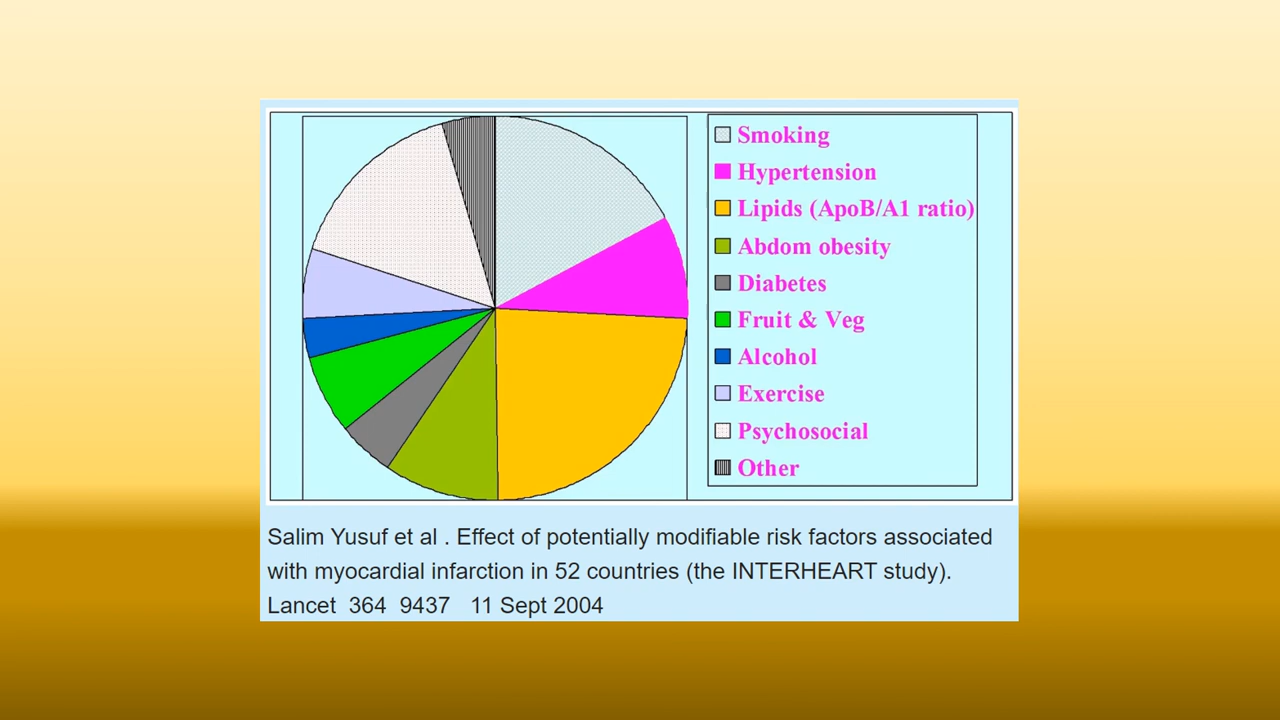 Smoking
Hypertension
Lipids (ApoB/A1 ratio)
Abdom obesity
Diabetes
Fruit & Veg
Alcohol
Exercise
Psychosocial
Other
Salim Yusuf et al . Effect of potentially modifiable risk factors associated
with myocardial infarction in 52 countries (the INTERHEART study).
Lancet  364  9437   11 Sept 2004